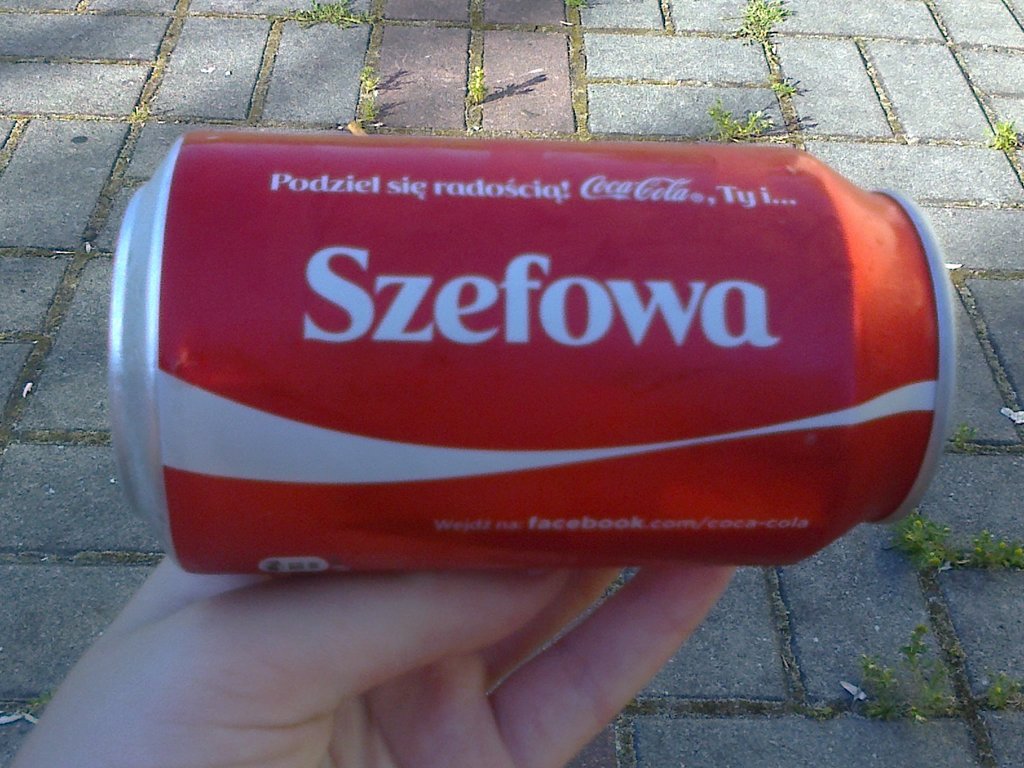 Podziel się radością! Coca-Cola®, Ty i...
Szefowa
Wejdź na: facebook.com/coca-cola